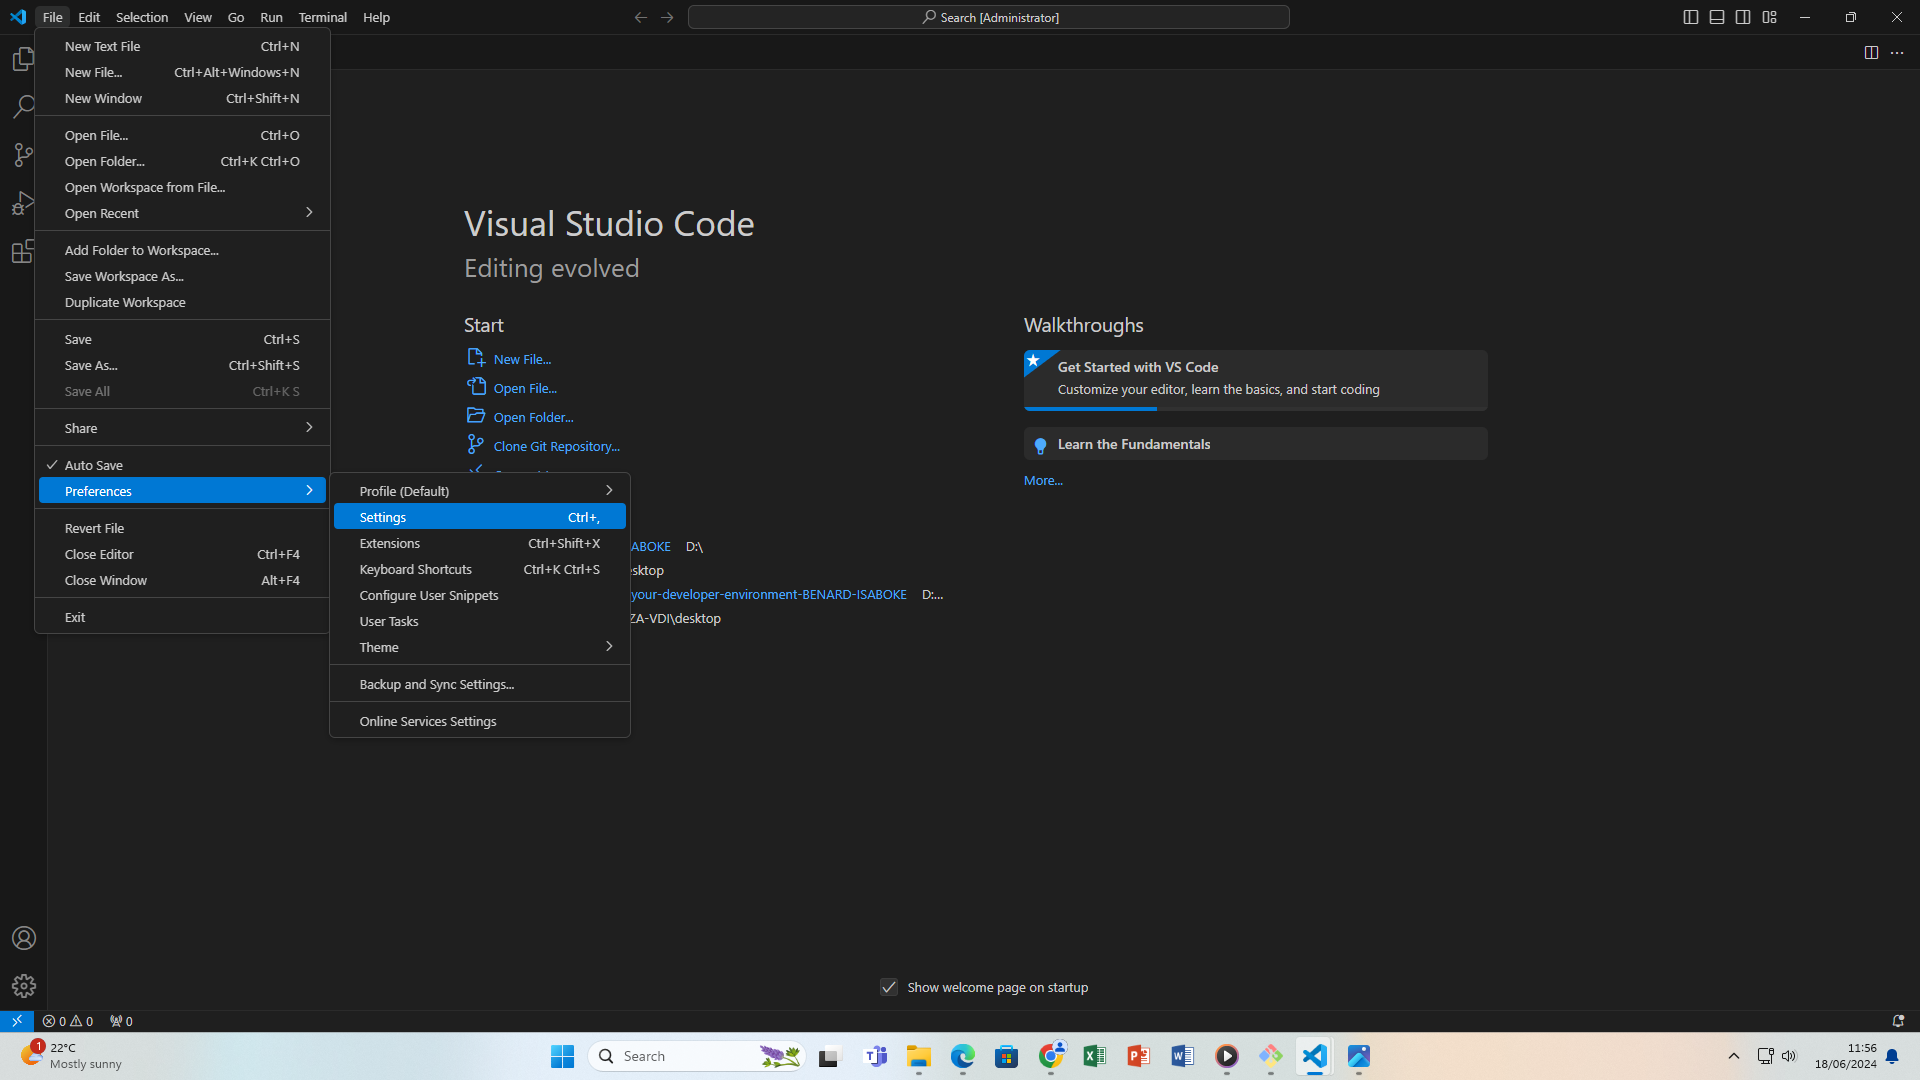 File Edit Selection View Go Run Terminal Help
Search [Administrator]
New Text File Ctrl+N
New File... Ctrl+Alt+Windows+N
New Window Ctrl+Shift+N
Open File... Ctrl+O
Open Folder... Ctrl+K Ctrl+O
Open Workspace from File...
Open Recent
Add Folder to Workspace...
Save Workspace As...
Duplicate Workspace
Save Ctrl+S
Save As... Ctrl+Shift+S
Save All Ctrl+K S
Share
Auto Save
Preferences
Revert File
Close Editor Ctrl+F4
Close Window Alt+F4
Exit
Profile (Default)
Settings Ctrl+,
Extensions Ctrl+Shift+X
Keyboard Shortcuts Ctrl+K Ctrl+S
Configure User Snippets
User Tasks
Theme
Backup and Sync Settings...
Online Services Settings
Visual Studio Code
Editing evolved
Start
New File...
Open File...
Open Folder...
Clone Git Repository...
ABOKE D:\
esktop
your-developer-environment-BENARD-ISABOKE D:...
ZA-VDI\desktop
Walkthroughs
Get Started with VS Code
Customize your editor, learn the basics, and start coding
Learn the Fundamentals
More...
Show welcome page on startup
0 0 0
1
22°C
Mostly sunny
Search
11:56
18/06/2024